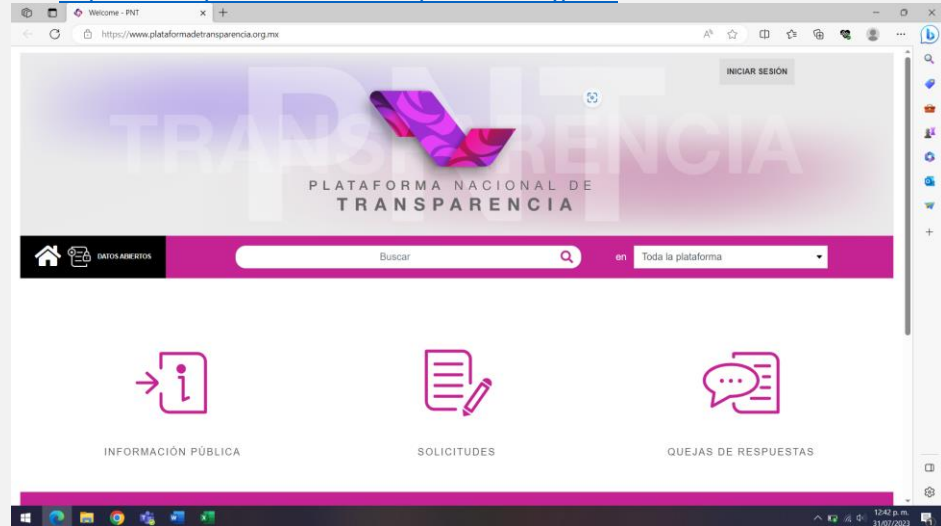 Welcome - PNT
https://www.plataformadetransparencia.org.mx
INICIAR SESIÓN
PNT
TRANSPARENCIA
PLATAFORMA NACIONAL DE
TRANSPARENCIA
DATOS ABIERTOS
Buscar
en
Toda la plataforma
INFORMACIÓN PÚBLICA
SOLICITUDES
QUEJAS DE RESPUESTAS
12:42 p. m.
31/07/2023